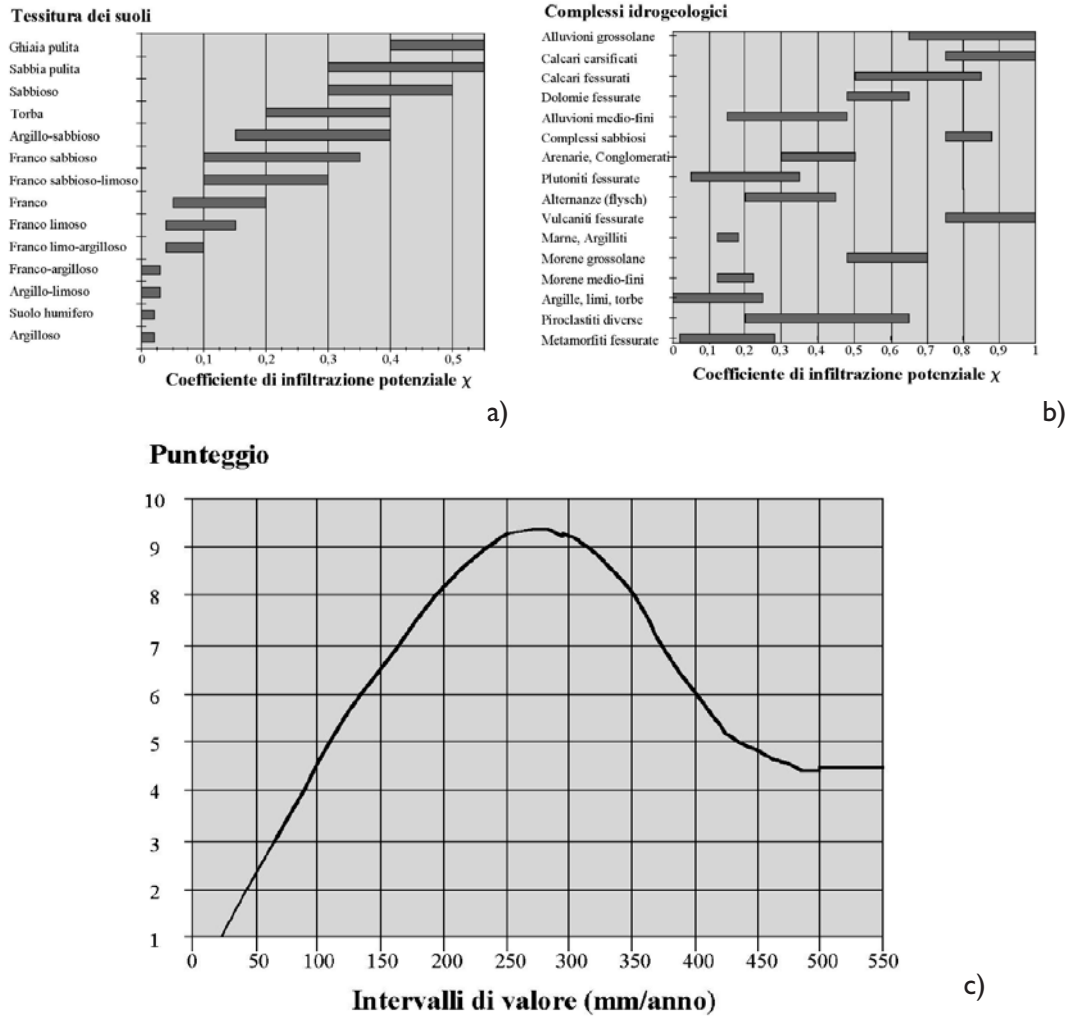 Tessitura dei suoli
Ghiaia pulita
Sabbia pulita
Sabbioso
Torba
Argillo-sabbioso
Franco sabbioso
Franco sabbioso-limoso
Franco
Franco limoso
Franco limo-argilloso
Franco-argilloso
Argillo-limoso
Suolo humifero
Argilloso
0 0,1 0,2 0,3 0,4 0,5
Coefficiente di infiltrazione potenziale χ
a)
Complessi idrogeologici
Alluvioni grossolane
Calcari carsificati
Calcari fessurati
Dolomie fessurate
Alluvioni medio-fini
Complessi sabbiosi
Arenarie, Conglomerati
Plutoniti fessurate
Alternanze (flysch)
Vulcaniti fessurate
Marne, Argilliti
Morene grossolane
Morene medio-fini
Argille, limi, torbe
Piroclastiti diverse
Metamorfiti fessurate
0 0,1 0,2 0,3 0,4 0,5 0,6 0,7 0,8 0,9 1
Coefficiente di infiltrazione potenziale χ
b)
Punteggio
10
9
8
7
6
5
4
3
2
1
0 50 100 150 200 250 300 350 400 450 500 550
Intervalli di valore (mm/anno)
c)